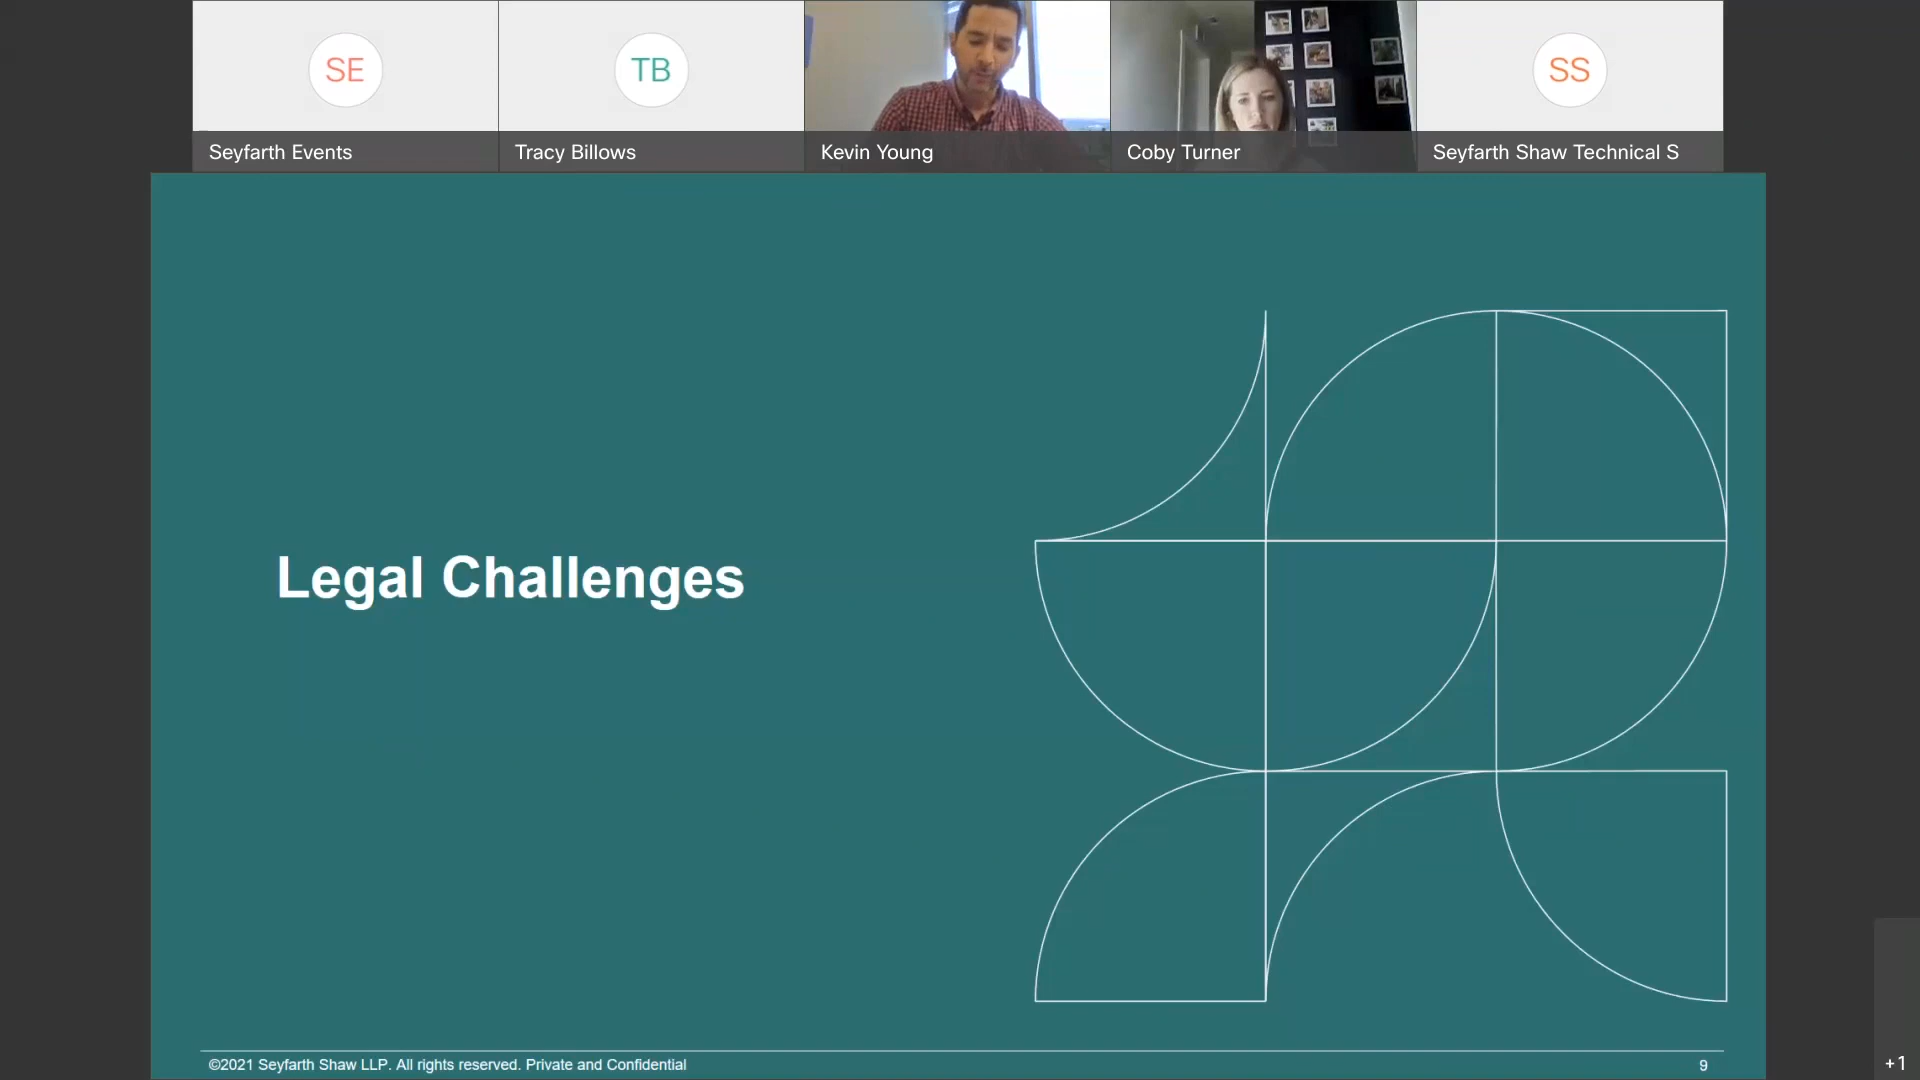 SE
TB
SS
Seyfarth Events
Tracy Billows
Kevin Young
Coby Turner
Seyfarth Shaw Technical S
Legal Challenges
©2021 Seyfarth Shaw LLP. All rights reserved. Private and Confidential
9
+1